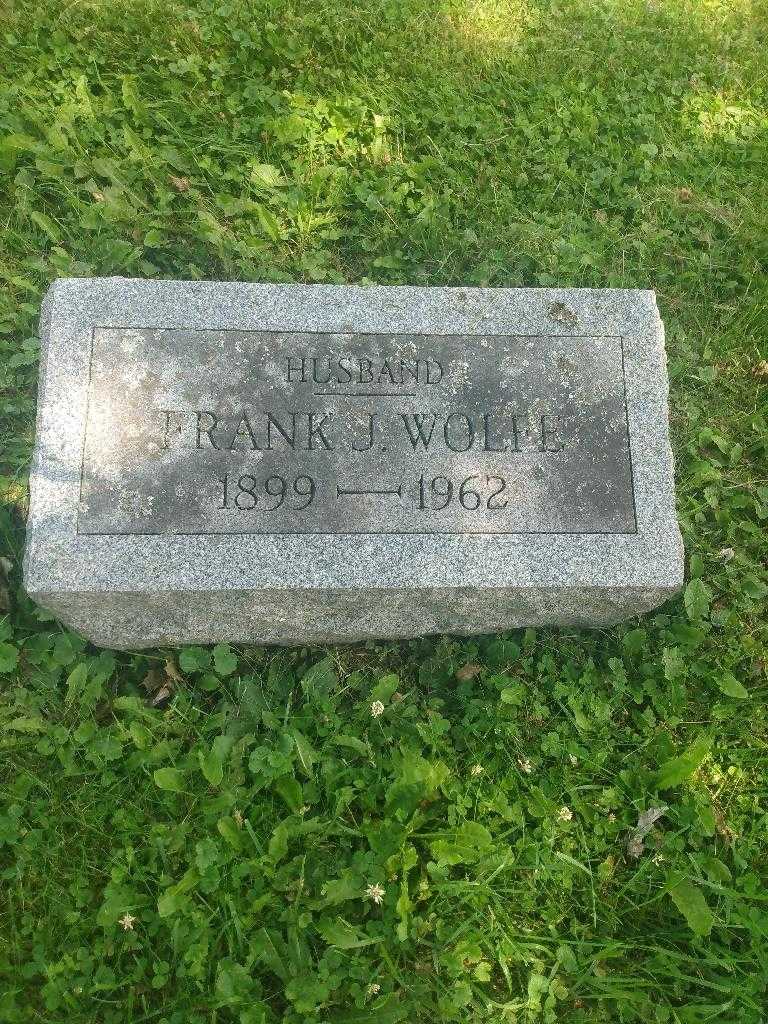 HUSBAND
FRANK J. WOLFE
1899 — 1962